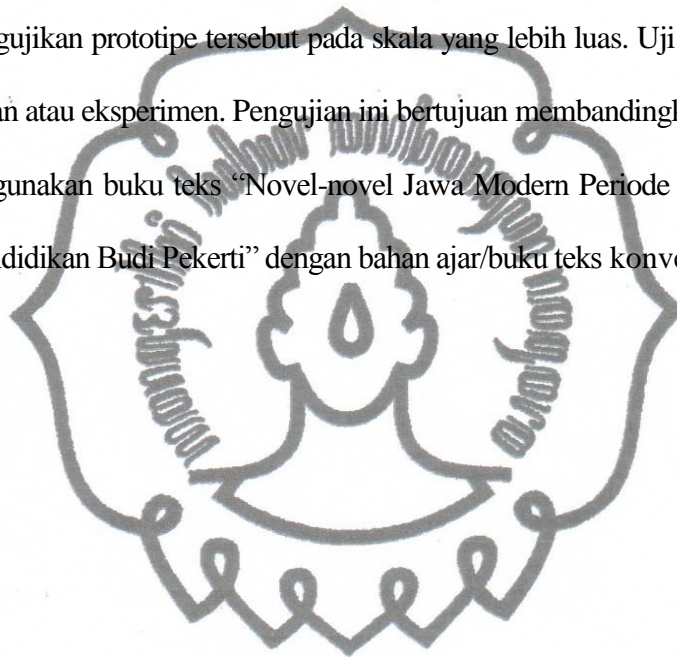 gujikan prototipe tersebut pada skala yang lebih luas. Uji
an atau eksperimen. Pengujian ini bertujuan membandingk
gunakan buku teks “Novel-novel Jawa Modern Periode
didikan Budi Pekerti” dengan bahan ajar/buku teks konve